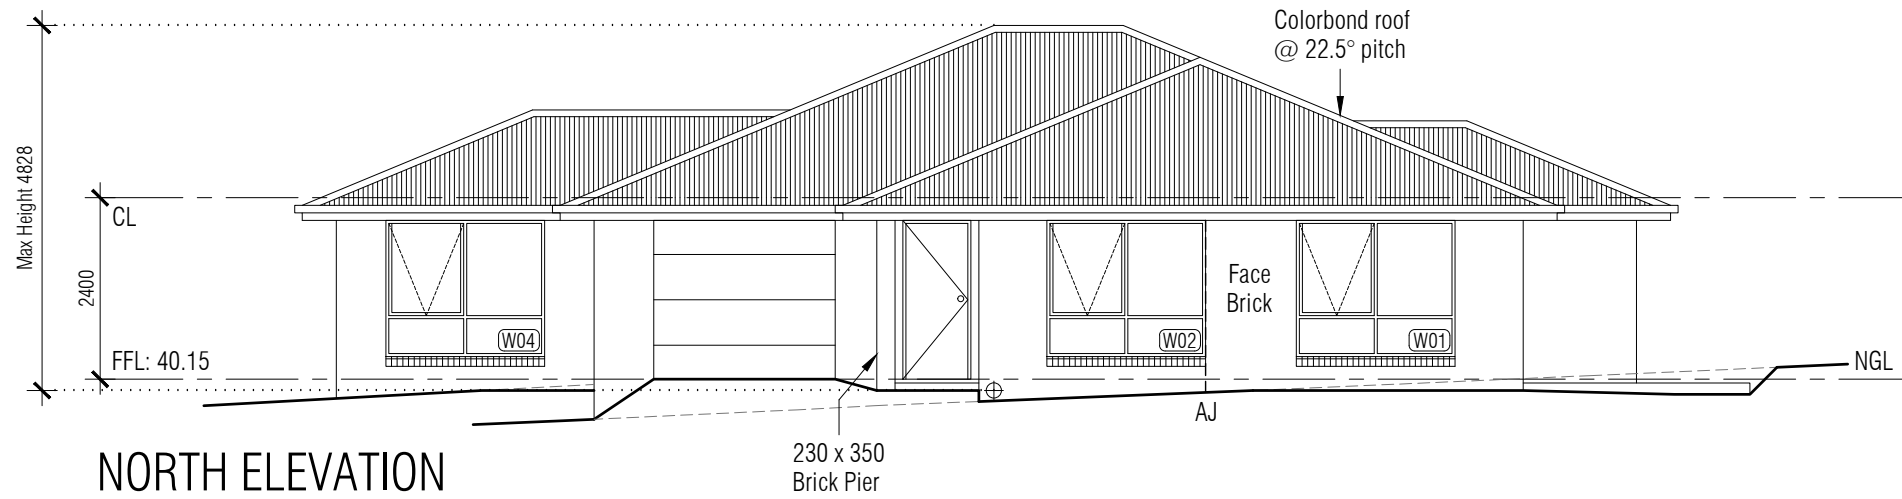 Colorbond roof
@ 22.5° pitch
Max Height 4828
CL
2400
FFL: 40.15
Face
Brick
W04
W02
W01
NGL
AJ
230 x 350
Brick Pier
NORTH ELEVATION